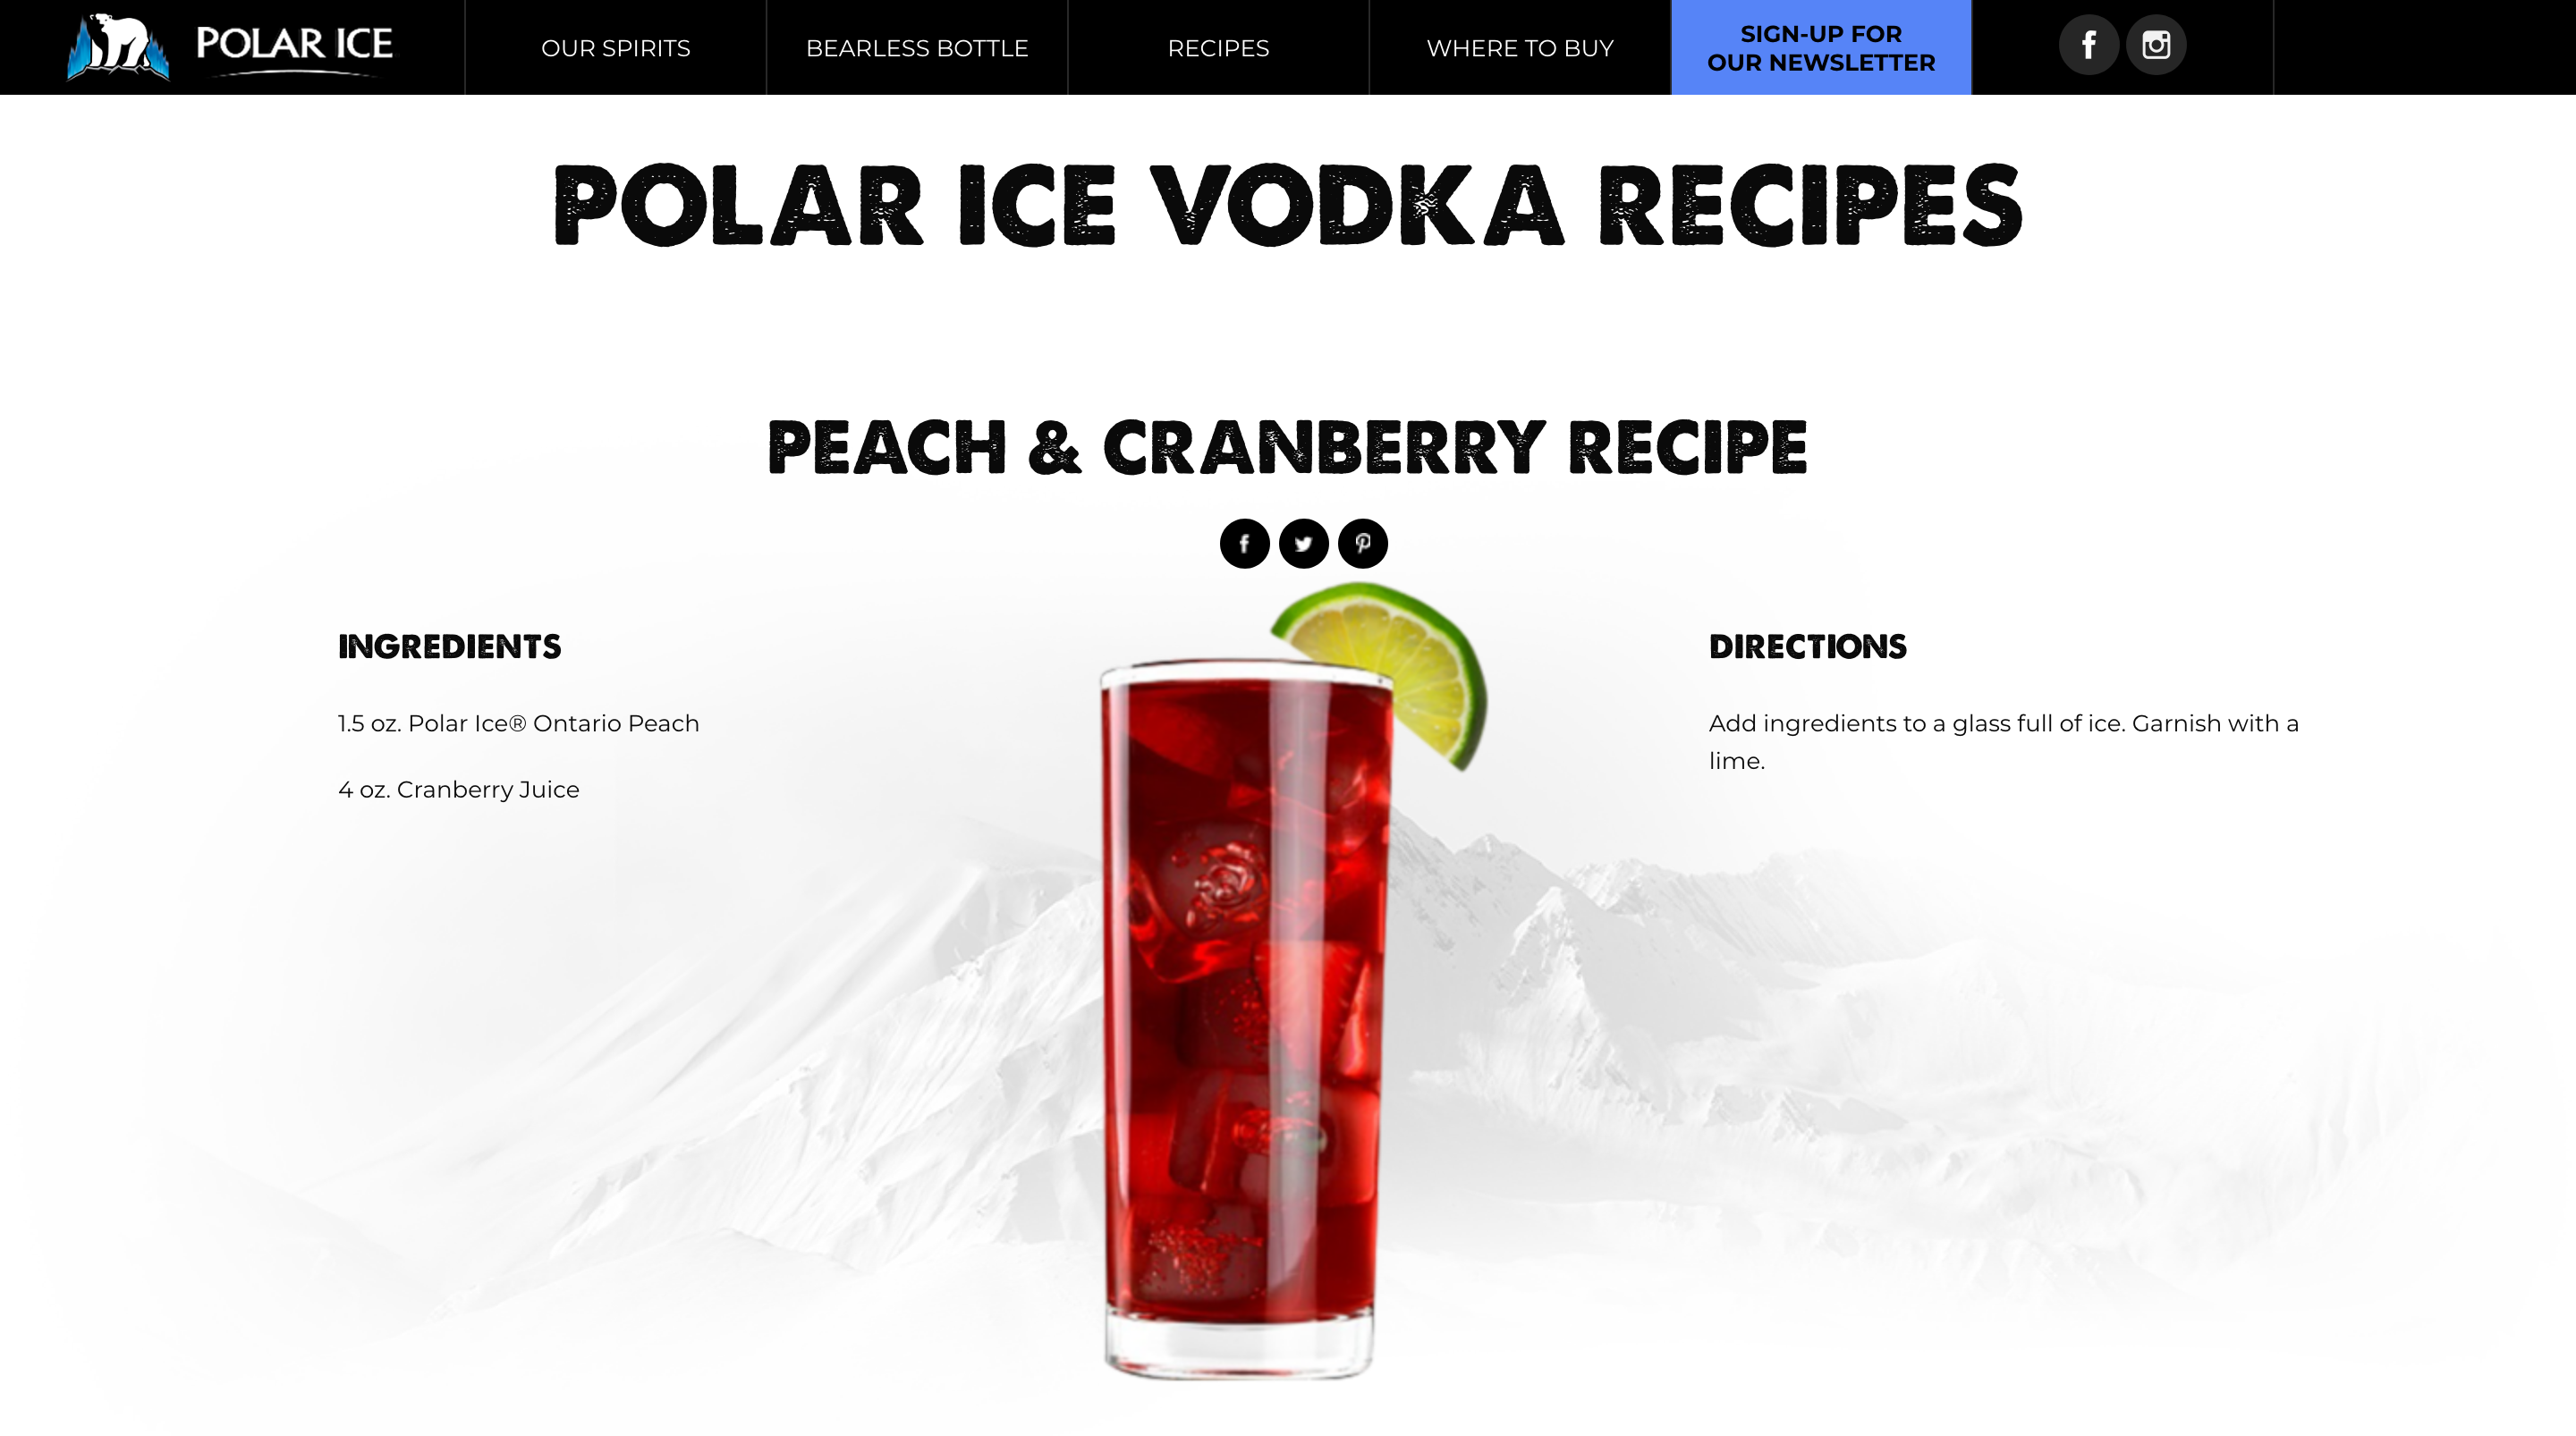 POLAR ICE
OUR SPIRITS
BEARLESS BOTTLE
RECIPES
WHERE TO BUY
SIGN-UP FOR
OUR NEWSLETTER
POLAR ICE VODKA RECIPES
PEACH & CRANBERRY RECIPE
INGREDIENTS
1.5 oz. Polar Ice® Ontario Peach
4 oz. Cranberry Juice
DIRECTIONS
Add ingredients to a glass full of ice. Garnish with a
lime.